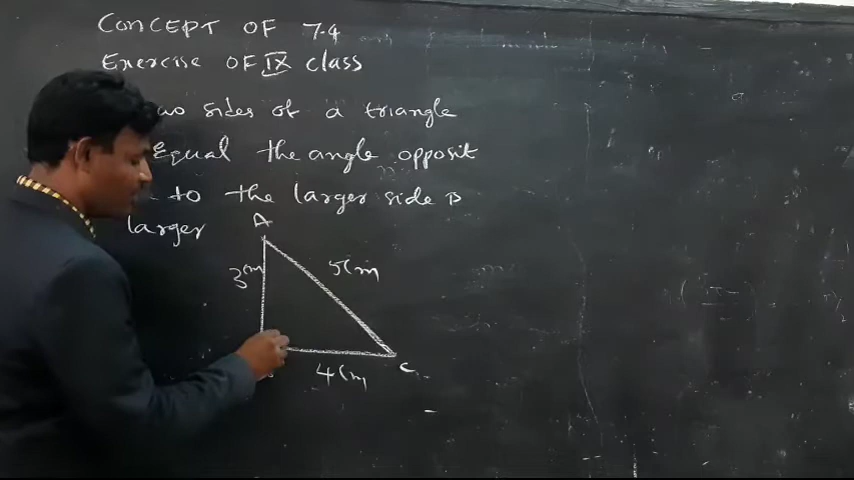 CONCEPT OF 7.4
Exercise OF IX class
sides of a triangle
Equal the angle opposit
to the larger side is
larger
A
3cm
5cm
4cm
C